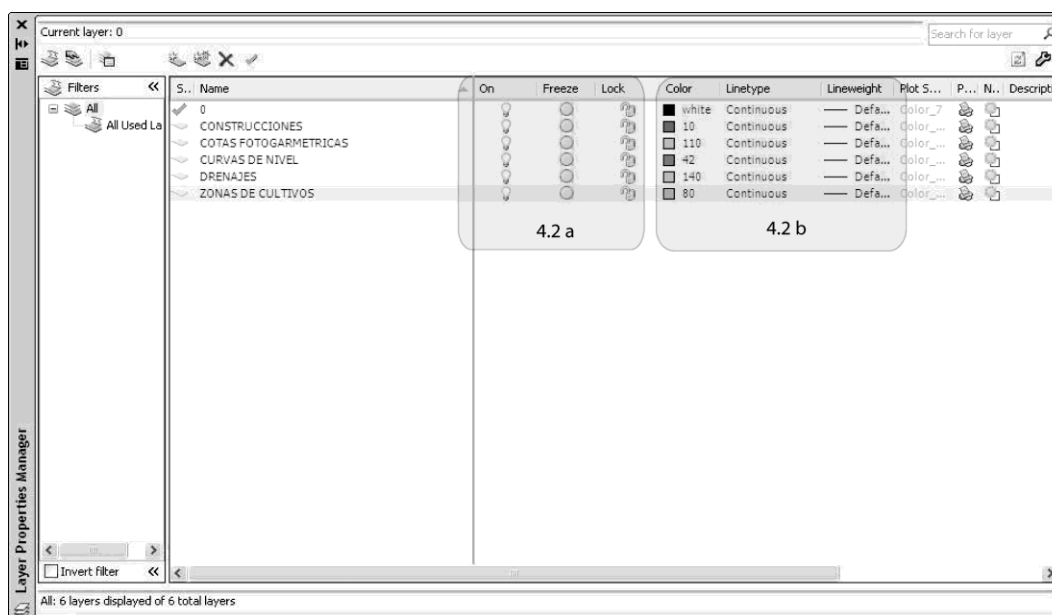 Current layer: 0
Search for layer
Filters
S.. Name On Freeze Lock Color Linetype Lineweight Plot S... P... N.. Descripti
All
All Used La
0 white Continuous Defa... Color_7
CONSTRUCCIONES 10 Continuous Defa... Color_...
COTAS FOTOGARMETRICAS 110 Continuous Defa... Color_...
CURVAS DE NIVEL 42 Continuous Defa... Color_...
DRENAJES 140 Continuous Defa... Color_...
ZONAS DE CULTIVOS 80 Continuous Defa... Color_...
4.2 a
4.2 b
Layer Properties Manager
Invert filter
All: 6 layers displayed of 6 total layers